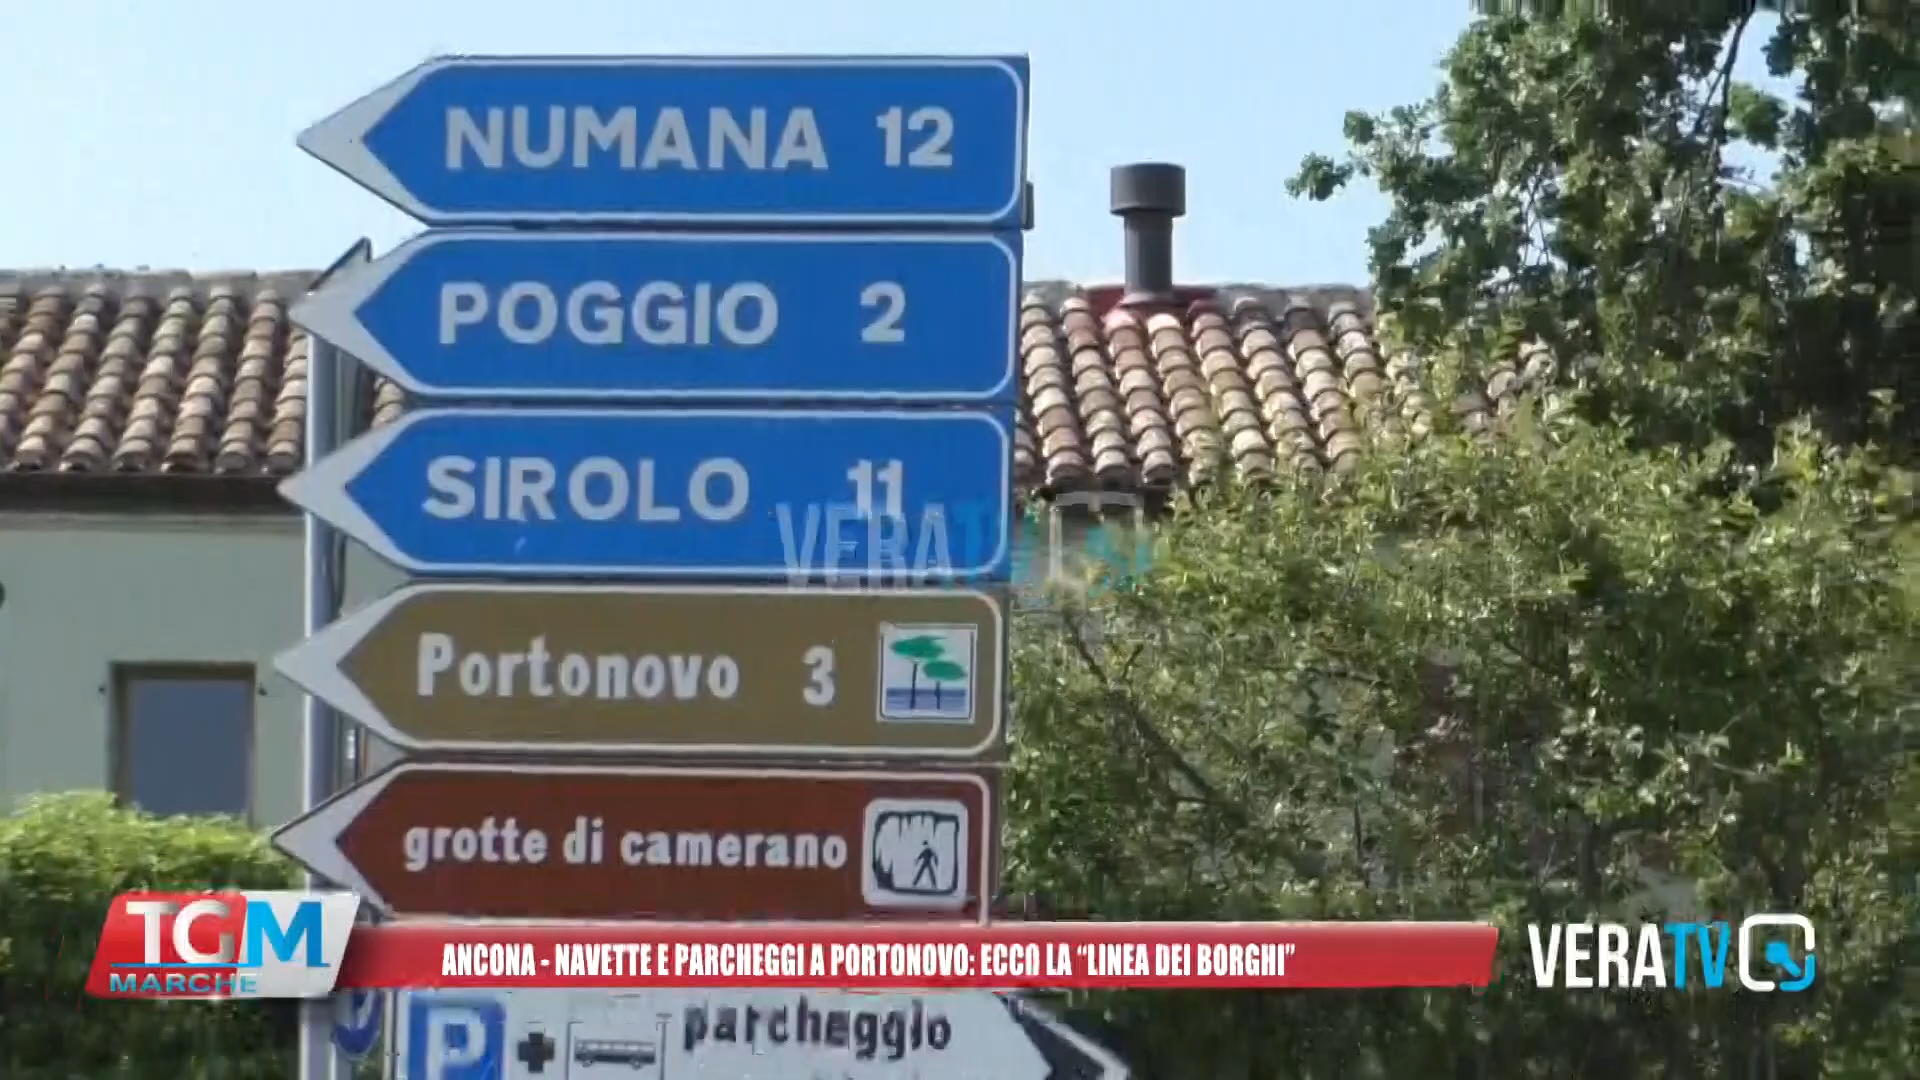 NUMANA 12
POGGIO 2
SIROLO 11
VERATV
Portonovo 3
grotte di camerano
TGM
MARCHE
ANCONA - NAVETTE E PARCHEGGI A PORTONOVO: ECCO LA “LINEA DEI BORGHI”
VERATV
P + parcheggio